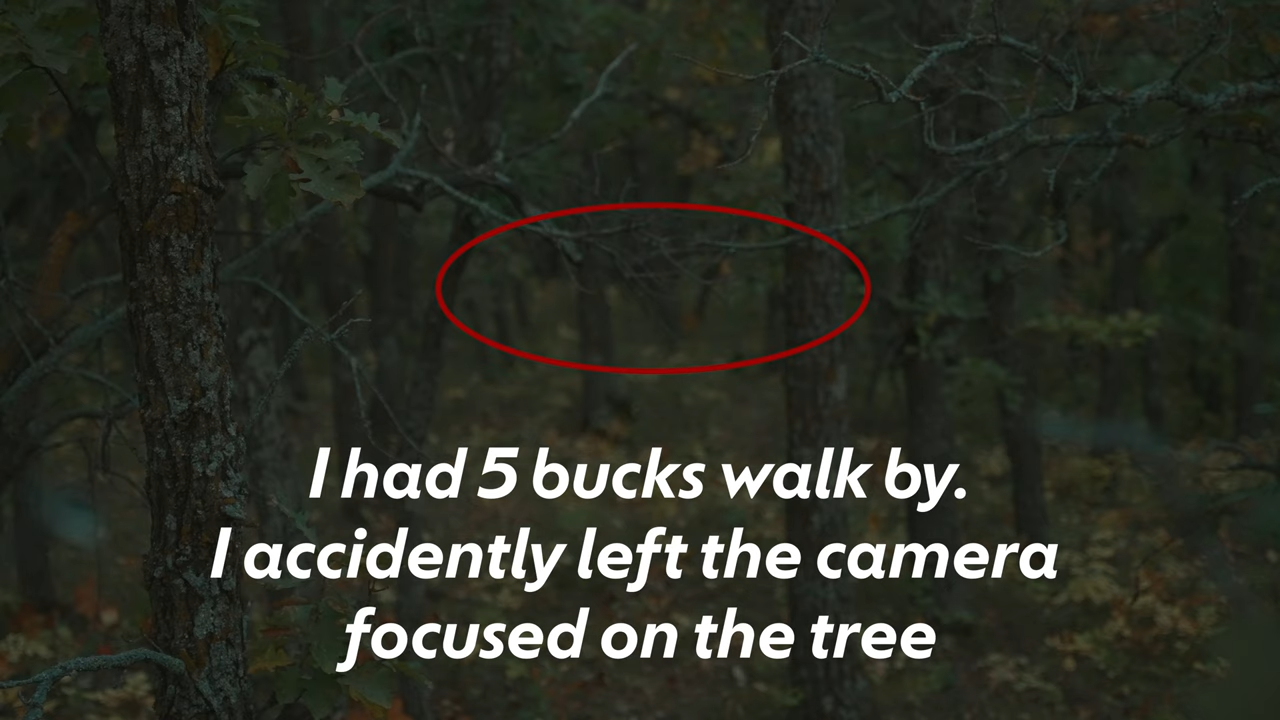 I had 5 bucks walk by.
I accidently left the camera
focused on the tree